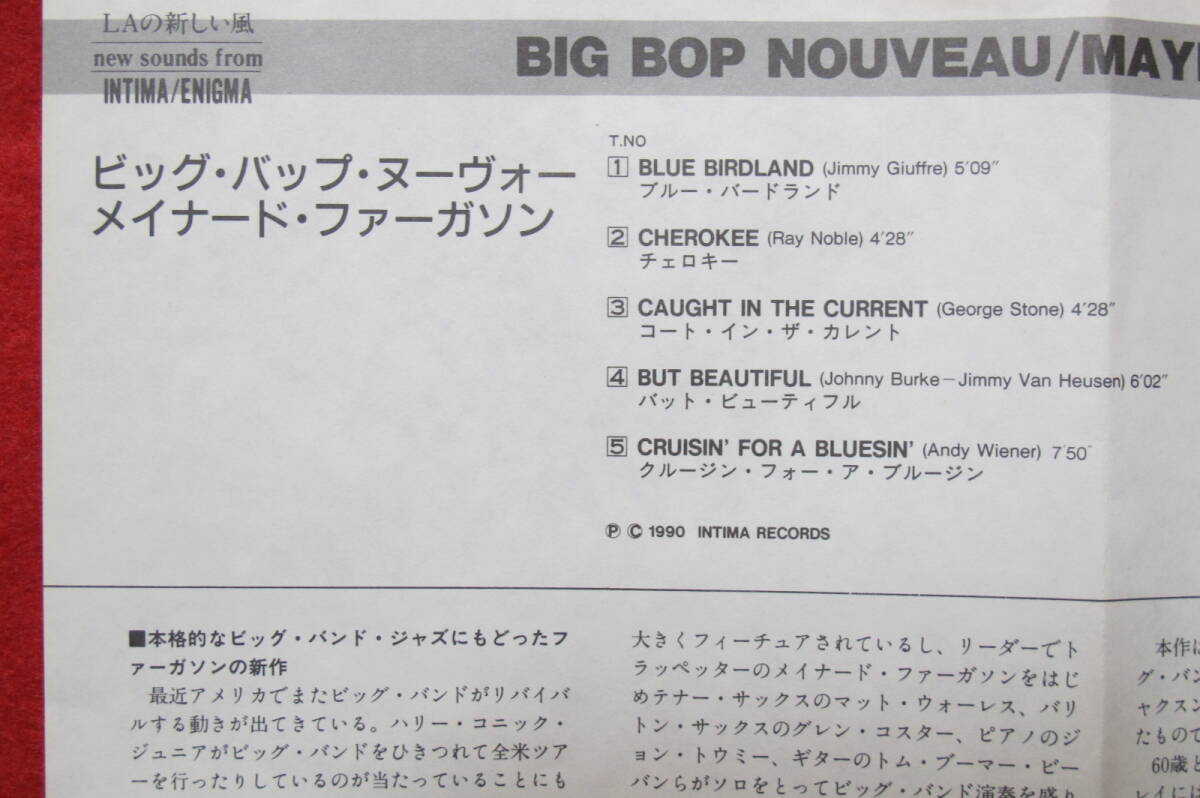 LAの新しい風
new sounds from
INTIMA/ENIGMA
BIG BOP NOUVEAU/MAY
ビッグ・バップ・ヌーヴォー
メイナード・ファーガソン
T.NO
1 BLUE BIRDLAND (Jimmy Giuffre) 5′09″
ブルー・バードランド
2 CHEROKEE (Ray Noble) 4′28″
チェロキー
3 CAUGHT IN THE CURRENT (George Stone) 4′28″
コート・イン・ザ・カレント
4 BUT BEAUTIFUL (Johnny Burke–Jimmy Van Heusen) 6′02″
バット・ビューティフル
5 CRUISIN' FOR A BLUESIN' (Andy Wiener) 7′50″
クルージン・フォー・ア・ブルージン
Ⓟ Ⓒ 1990 INTIMA RECORDS
■本格的なビッグ・バンド・ジャズにもどったフ
ァーガソンの新作
最近アメリカでまたビッグ・バンドがリバイバ
ルする動きが出てきている。ハリー・コニック・
ジュニアがビッグ・バンドをひきつれて全米ツア
ーを行ったりしているのが当たっていることにも
大きくフィーチュアされているし、リーダーでト
ラッペッターのメイナード・ファーガソンをはじ
めテナー・サックスのマット・ウォーレス、バリ
トン・サックスのグレン・コスター、ピアノのジ
ョン・トウミー、ギターのトム・ブーマー・ビー
バンらがソロをとってビッグ・バンド演奏を盛り
本作は
グ・バン
ャクスン
たもので
60歳と
レイには